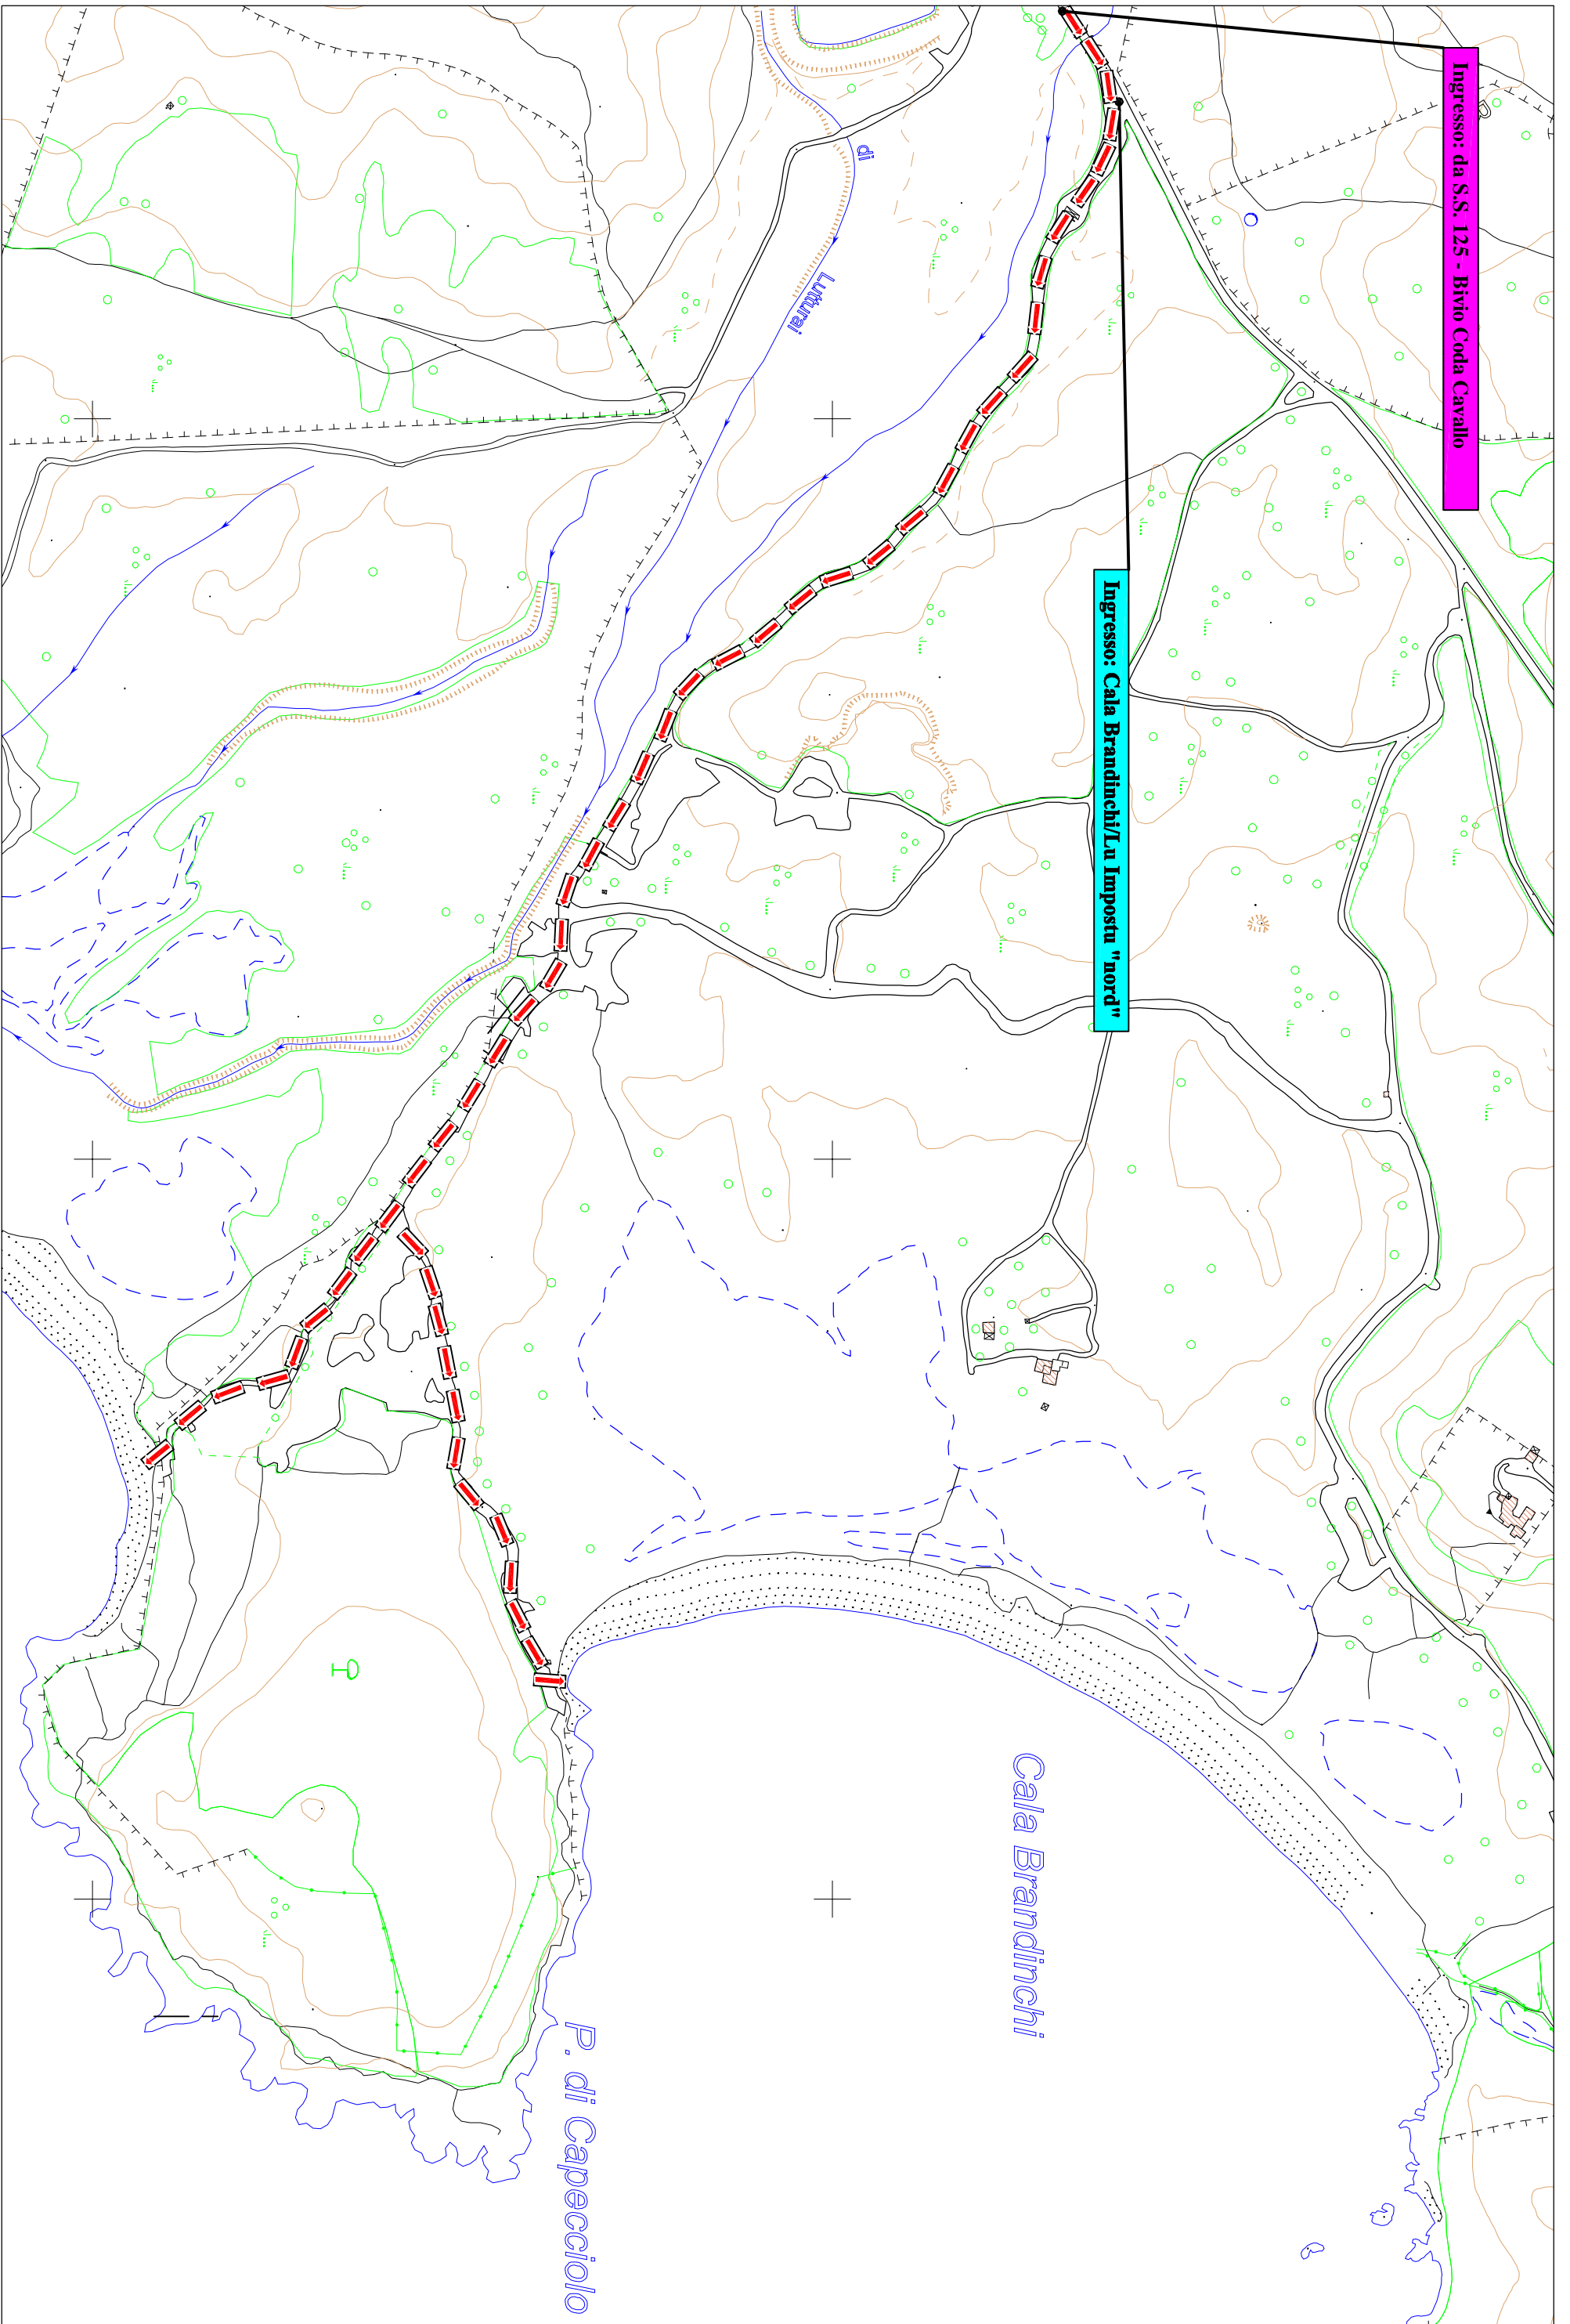 Ingresso: da S.S. 125 - Bivio Coda Cavallo
Ingresso: Cala Brandinchi/Lu Impostu "nord"
di
Lutturai
Cala Brandinchi
P. di Capecciolo